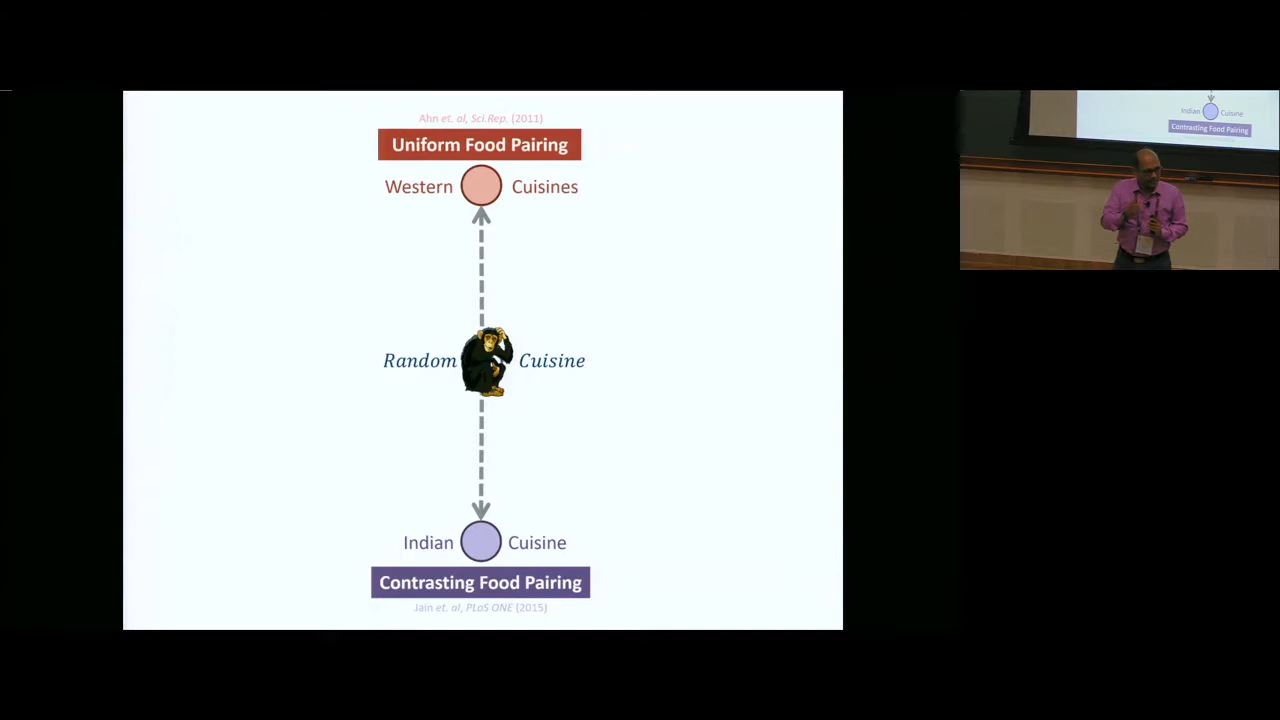 Ahn et. al, Sci.Rep. (2011)
Uniform Food Pairing
Western Cuisines
Random Cuisine
Indian Cuisine
Contrasting Food Pairing
Jain et. al, PLoS ONE (2015)
Indian Cuisine
Contrasting Food Pairing